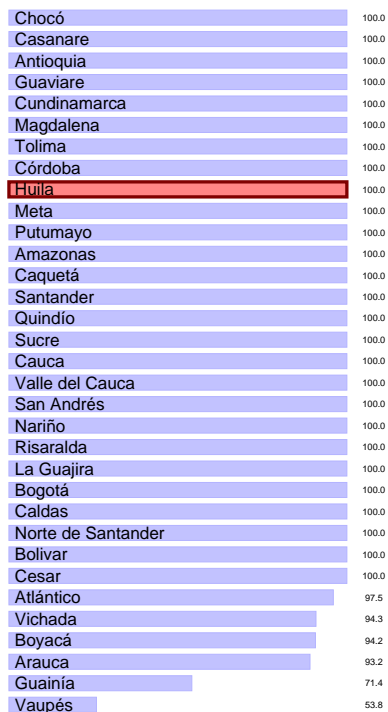 Chocó 100.0
Casanare 100.0
Antioquia 100.0
Guaviare 100.0
Cundinamarca 100.0
Magdalena 100.0
Tolima 100.0
Córdoba 100.0
Huila 100.0
Meta 100.0
Putumayo 100.0
Amazonas 100.0
Caquetá 100.0
Santander 100.0
Quindío 100.0
Sucre 100.0
Cauca 100.0
Valle del Cauca 100.0
San Andrés 100.0
Nariño 100.0
Risaralda 100.0
La Guajira 100.0
Bogotá 100.0
Caldas 100.0
Norte de Santander 100.0
Bolivar 100.0
Cesar 100.0
Atlántico 97.5
Vichada 94.3
Boyacá 94.2
Arauca 93.2
Guainía 71.4
Vaupés 53.8